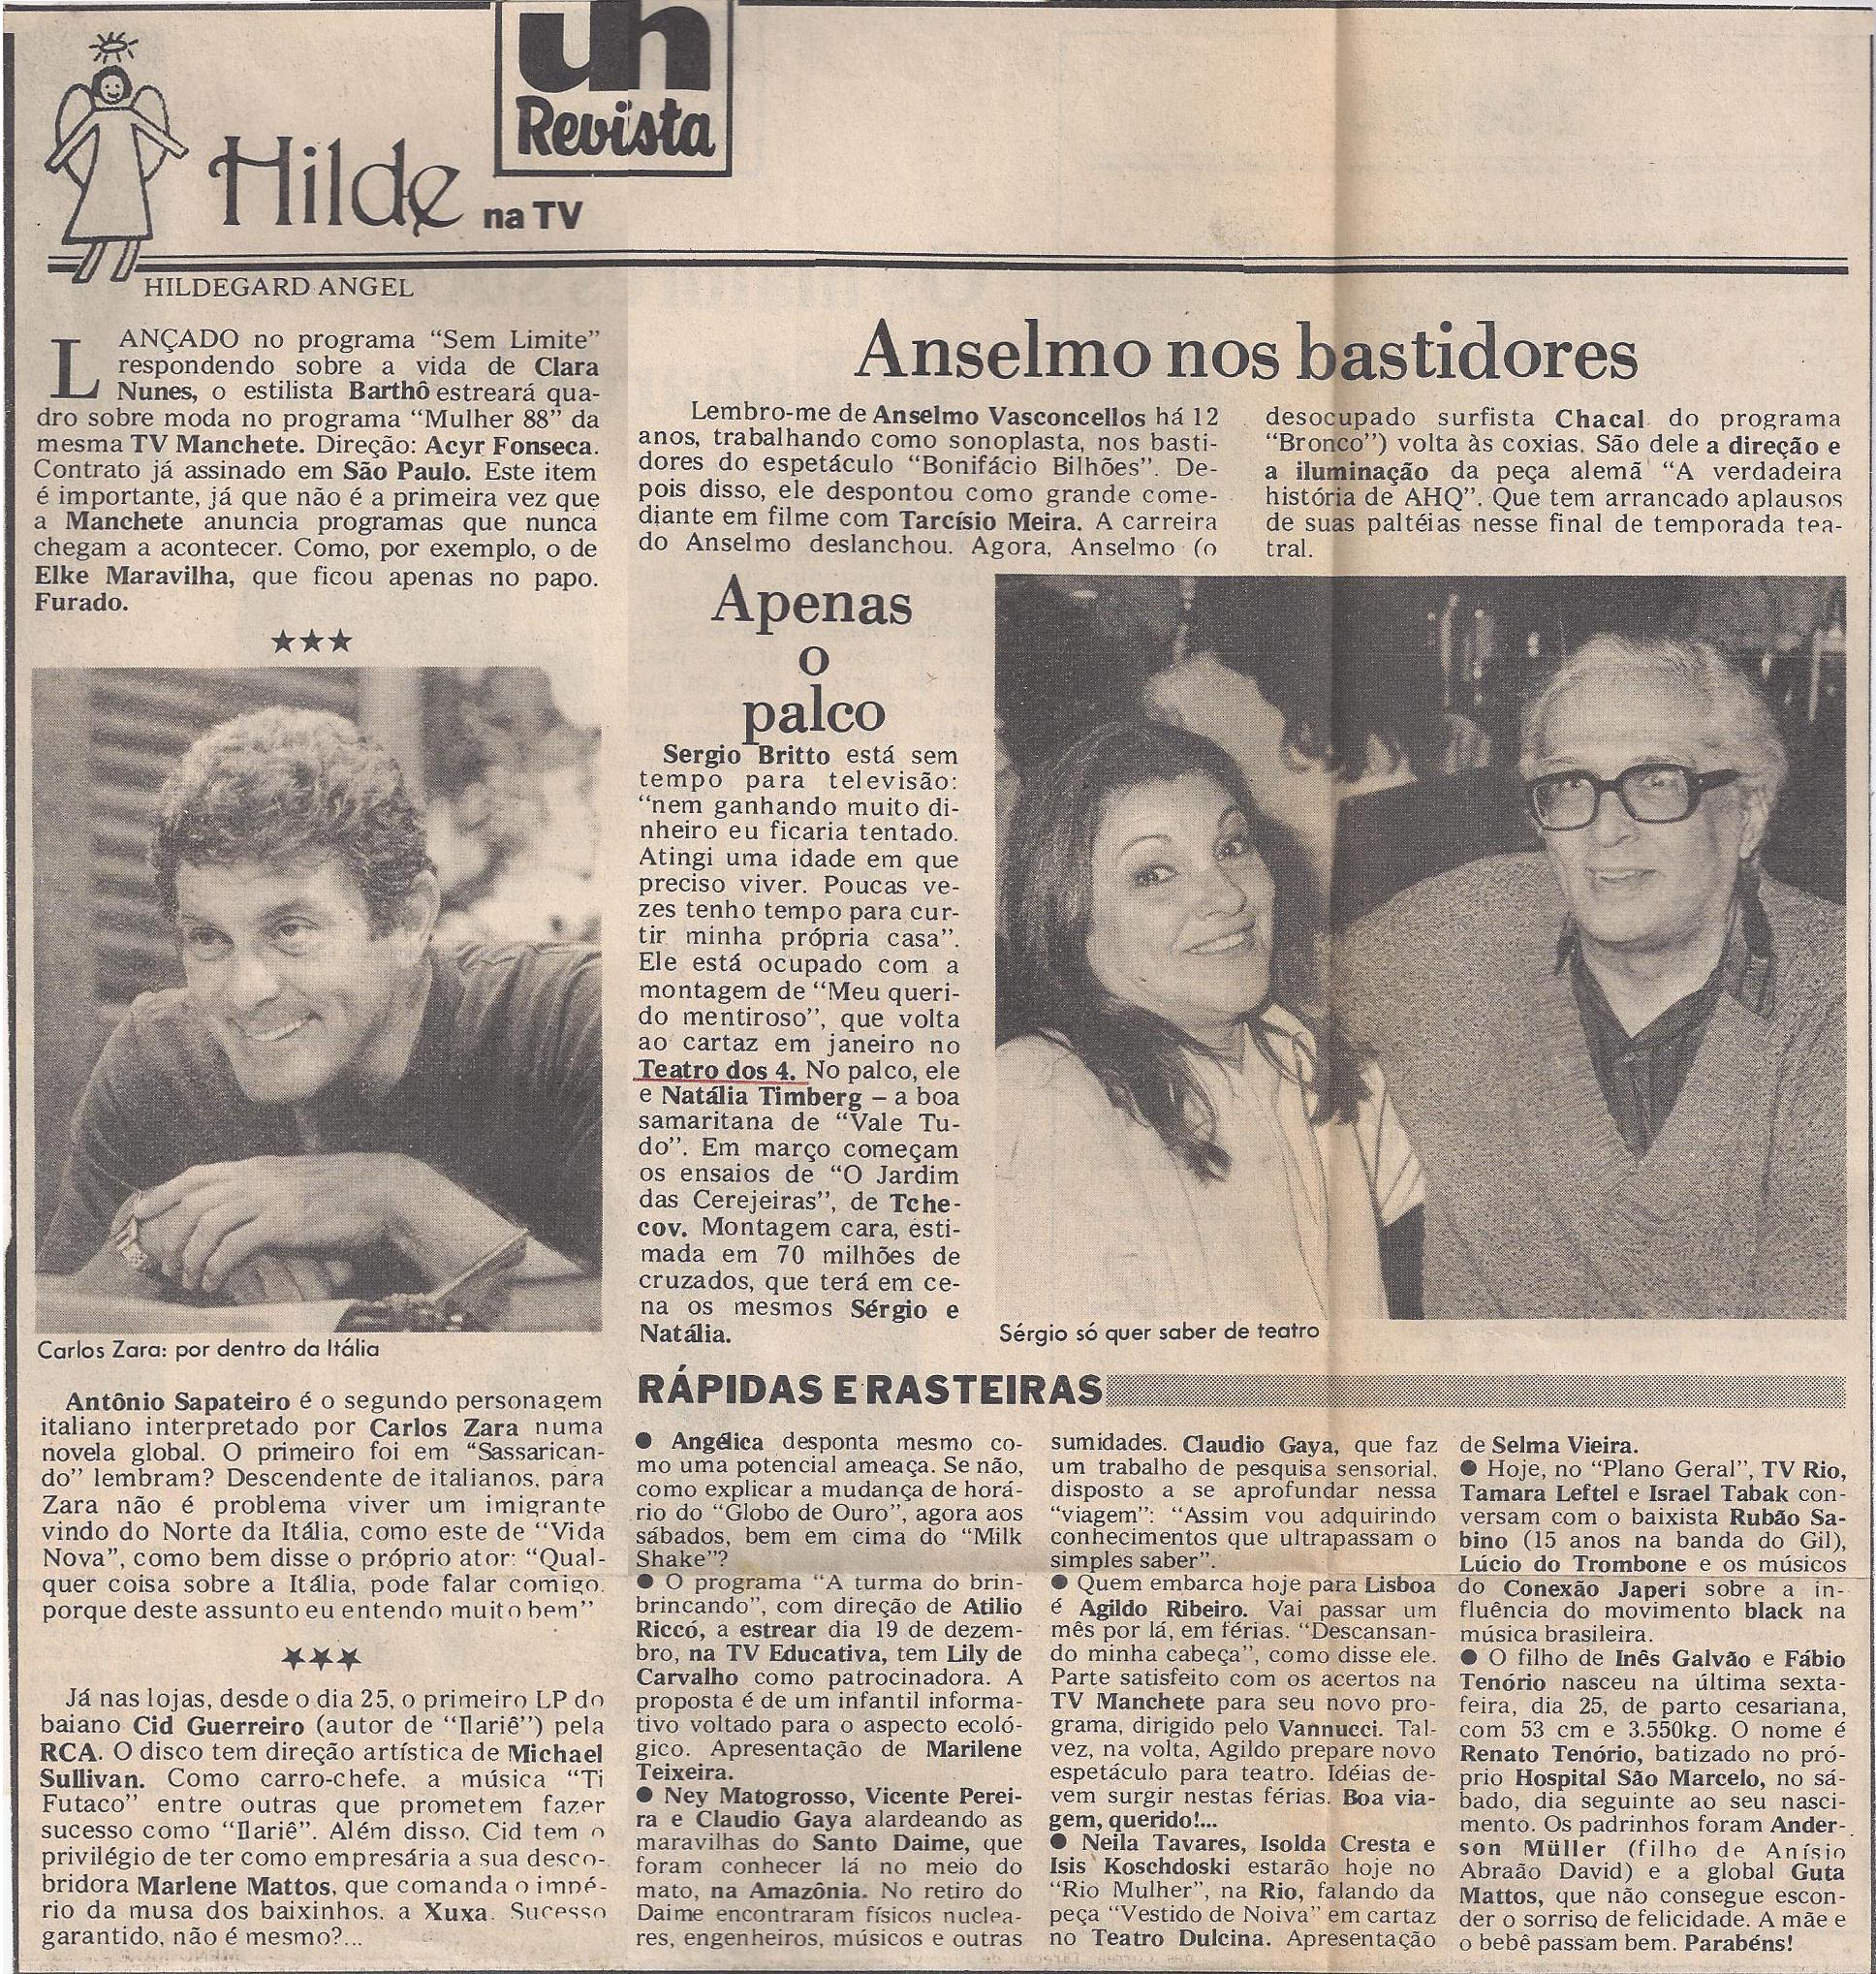 uh
Revista
Hilde na TV
HILDEGARD ANGEL
LANÇADO no programa "Sem Limite"
respondendo sobre a vida de Clara
Nunes, o estilista Barthô estreará qua-
dro sobre moda no programa "Mulher 88" da
mesma TV Manchete. Direção: Acyr Fonseca.
Contrato já assinado em São Paulo. Este item
é importante, já que não é a primeira vez que
a Manchete anuncia programas que nunca
chegam a acontecer. Como, por exemplo, o de
Elke Maravilha, que ficou apenas no papo.
Furado.
★★★
Carlos Zara: por dentro da Itália
Antônio Sapateiro é o segundo personagem
italiano interpretado por Carlos Zara numa
novela global. O primeiro foi em "Sassarican-
do" lembram? Descendente de italianos, para
Zara não é problema viver um imigrante
vindo do Norte da Itália, como este de "Vida
Nova", como bem disse o próprio ator: "Qual-
quer coisa sobre a Itália, pode falar comigo,
porque deste assunto eu entendo muito bem"
★★★
Já nas lojas, desde o dia 25, o primeiro LP do
baiano Cid Guerreiro (autor de "Ilariê") pela
RCA. O disco tem direção artística de Michael
Sullivan. Como carro-chefe, a música "Ti
Futaco" entre outras que prometem fazer
sucesso como "Ilariê". Além disso, Cid tem o
privilégio de ter como empresária a sua desco-
bridora Marlene Mattos, que comanda o impé-
rio da musa dos baixinhos, a Xuxa. Sucesso
garantido, não é mesmo?...
Anselmo nos bastidores
Lembro-me de Anselmo Vasconcellos há 12
anos, trabalhando como sonoplasta, nos basti-
dores do espetáculo "Bonifácio Bilhões". De-
pois disso, ele despontou como grande come-
diante em filme com Tarcísio Meira. A carreira
do Anselmo deslanchou. Agora, Anselmo (o
desocupado surfista Chacal do programa
"Bronco") volta às coxias. São dele a direção e
a iluminação da peça alemã "A verdadeira
história de AHQ". Que tem arrancado aplausos
de suas paltéias nesse final de temporada tea-
tral.
Apenas
o
palco
Sergio Britto está sem
tempo para televisão:
"nem ganhando muito di-
nheiro eu ficaria tentado.
Atingi uma idade em que
preciso viver. Poucas ve-
zes tenho tempo para cur-
tir minha própria casa".
Ele está ocupado com a
montagem de "Meu queri-
do mentiroso", que volta
ao cartaz em janeiro no
Teatro dos 4. No palco, ele
e Natália Timberg – a boa
samaritana de "Vale Tu-
do". Em março começam
os ensaios de "O Jardim
das Cerejeiras", de Tche-
cov. Montagem cara, esti-
mada em 70 milhões de
cruzados, que terá em ce-
na os mesmos Sérgio e
Natália.
Sérgio só quer saber de teatro
RÁPIDAS E RASTEIRAS
● Angélica desponta mesmo co-
mo uma potencial ameaça. Se não,
como explicar a mudança de horá-
rio do "Globo de Ouro", agora aos
sábados, bem em cima do "Milk
Shake"?
● O programa "A turma do brin-
brincando", com direção de Atilio
Riccó, a estrear dia 19 de dezem-
bro, na TV Educativa, tem Lily de
Carvalho como patrocinadora. A
proposta é de um infantil informa-
tivo voltado para o aspecto ecoló-
gico. Apresentação de Marilene
Teixeira.
● Ney Matogrosso, Vicente Perei-
ra e Claudio Gaya alardeando as
maravilhas do Santo Daime, que
foram conhecer lá no meio do
mato, na Amazônia. No retiro do
Daime encontraram físicos nuclea-
res, engenheiros, músicos e outras
sumidades. Claudio Gaya, que faz
um trabalho de pesquisa sensorial,
disposto a se aprofundar nessa
"viagem": "Assim vou adquirindo
conhecimentos que ultrapassam o
simples saber".
● Quem embarca hoje para Lisboa
é Agildo Ribeiro. Vai passar um
mês por lá, em férias. "Descansan-
do minha cabeça", como disse ele.
Parte satisfeito com os acertos na
TV Manchete para seu novo pro-
grama, dirigido pelo Vannucci. Tal-
vez, na volta, Agildo prepare novo
espetáculo para teatro. Idéias de-
vem surgir nestas férias. Boa via-
gem, querido!...
● Neila Tavares, Isolda Cresta e
Isis Koschdoski estarão hoje no
"Rio Mulher", na Rio, falando da
peça "Vestido de Noiva" em cartaz
no Teatro Dulcina. Apresentação
de Selma Vieira.
● Hoje, no "Plano Geral", TV Rio,
Tamara Leftel e Israel Tabak con-
versam com o baixista Rubão Sa-
bino (15 anos na banda do Gil),
Lúcio do Trombone e os músicos
do Conexão Japeri sobre a in-
fluência do movimento black na
música brasileira.
● O filho de Inês Galvão e Fábio
Tenório nasceu na última sexta-
feira, dia 25, de parto cesariana,
com 53 cm e 3.550kg. O nome é
Renato Tenório, batizado no pró-
prio Hospital São Marcelo, no sá-
bado, dia seguinte ao seu nasci-
mento. Os padrinhos foram Ander-
son Müller (filho de Anísio
Abraão David) e a global Guta
Mattos, que não consegue escon-
der o sorriso de felicidade. A mãe e
o bebê passam bem. Parabéns!